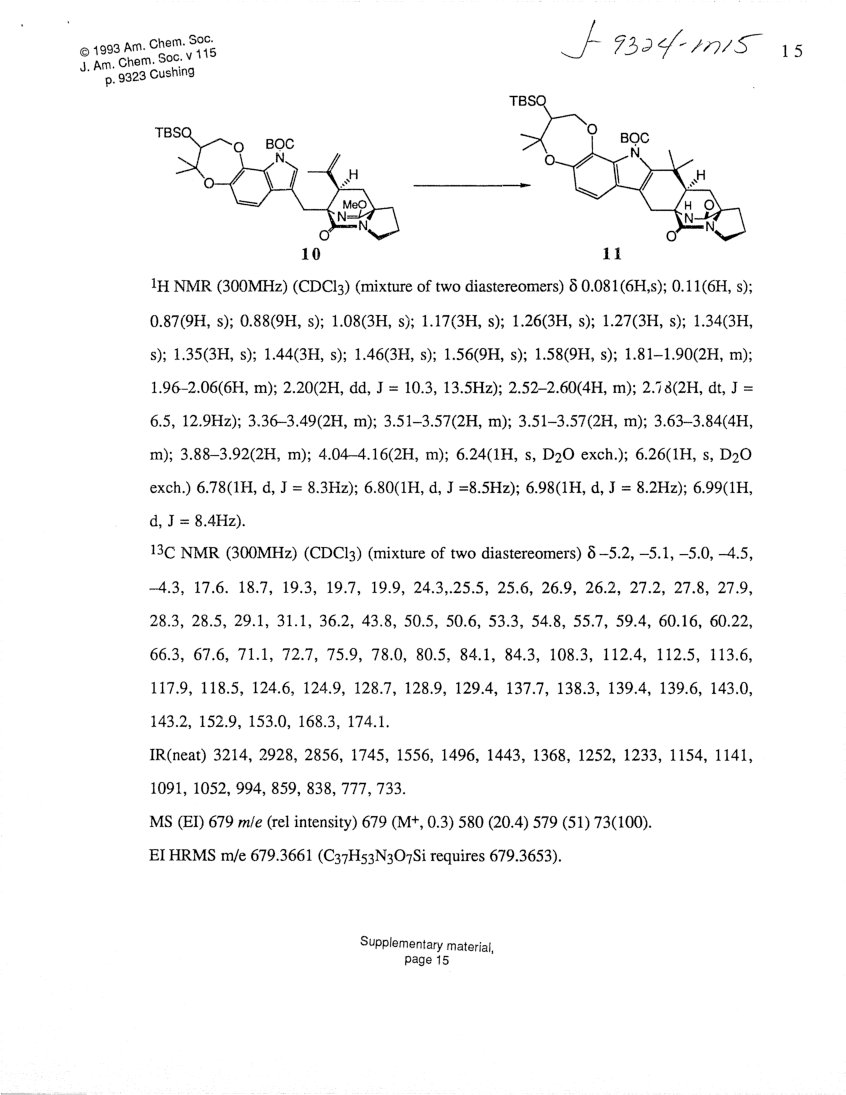 © 1993 Am. Chem. Soc.
J. Am. Chem. Soc. v 115
p. 9323 Cushing
J-9324-M15
15
TBSO
O
BOC
N
H
MeO
N
N
O
O
10
TBSO
O
BOC
N
H
H
O
N
N
O
O
11
¹H NMR (300MHz) (CDCl₃) (mixture of two diastereomers) δ 0.081(6H,s); 0.11(6H, s);
0.87(9H, s); 0.88(9H, s); 1.08(3H, s); 1.17(3H, s); 1.26(3H, s); 1.27(3H, s); 1.34(3H,
s); 1.35(3H, s); 1.44(3H, s); 1.46(3H, s); 1.56(9H, s); 1.58(9H, s); 1.81–1.90(2H, m);
1.96–2.06(6H, m); 2.20(2H, dd, J = 10.3, 13.5Hz); 2.52–2.60(4H, m); 2.78(2H, dt, J =
6.5, 12.9Hz); 3.36–3.49(2H, m); 3.51–3.57(2H, m); 3.51–3.57(2H, m); 3.63–3.84(4H,
m); 3.88–3.92(2H, m); 4.04–4.16(2H, m); 6.24(1H, s, D₂O exch.); 6.26(1H, s, D₂O
exch.) 6.78(1H, d, J = 8.3Hz); 6.80(1H, d, J =8.5Hz); 6.98(1H, d, J = 8.2Hz); 6.99(1H,
d, J = 8.4Hz).
¹³C NMR (300MHz) (CDCl₃) (mixture of two diastereomers) δ –5.2, –5.1, –5.0, –4.5,
–4.3, 17.6. 18.7, 19.3, 19.7, 19.9, 24.3,.25.5, 25.6, 26.9, 26.2, 27.2, 27.8, 27.9,
28.3, 28.5, 29.1, 31.1, 36.2, 43.8, 50.5, 50.6, 53.3, 54.8, 55.7, 59.4, 60.16, 60.22,
66.3, 67.6, 71.1, 72.7, 75.9, 78.0, 80.5, 84.1, 84.3, 108.3, 112.4, 112.5, 113.6,
117.9, 118.5, 124.6, 124.9, 128.7, 128.9, 129.4, 137.7, 138.3, 139.4, 139.6, 143.0,
143.2, 152.9, 153.0, 168.3, 174.1.
IR(neat) 3214, 2928, 2856, 1745, 1556, 1496, 1443, 1368, 1252, 1233, 1154, 1141,
1091, 1052, 994, 859, 838, 777, 733.
MS (EI) 679 m/e (rel intensity) 679 (M⁺, 0.3) 580 (20.4) 579 (51) 73(100).
EI HRMS m/e 679.3661 (C₃₇H₅₃N₃O₇Si requires 679.3653).
Supplementary material,
page 15